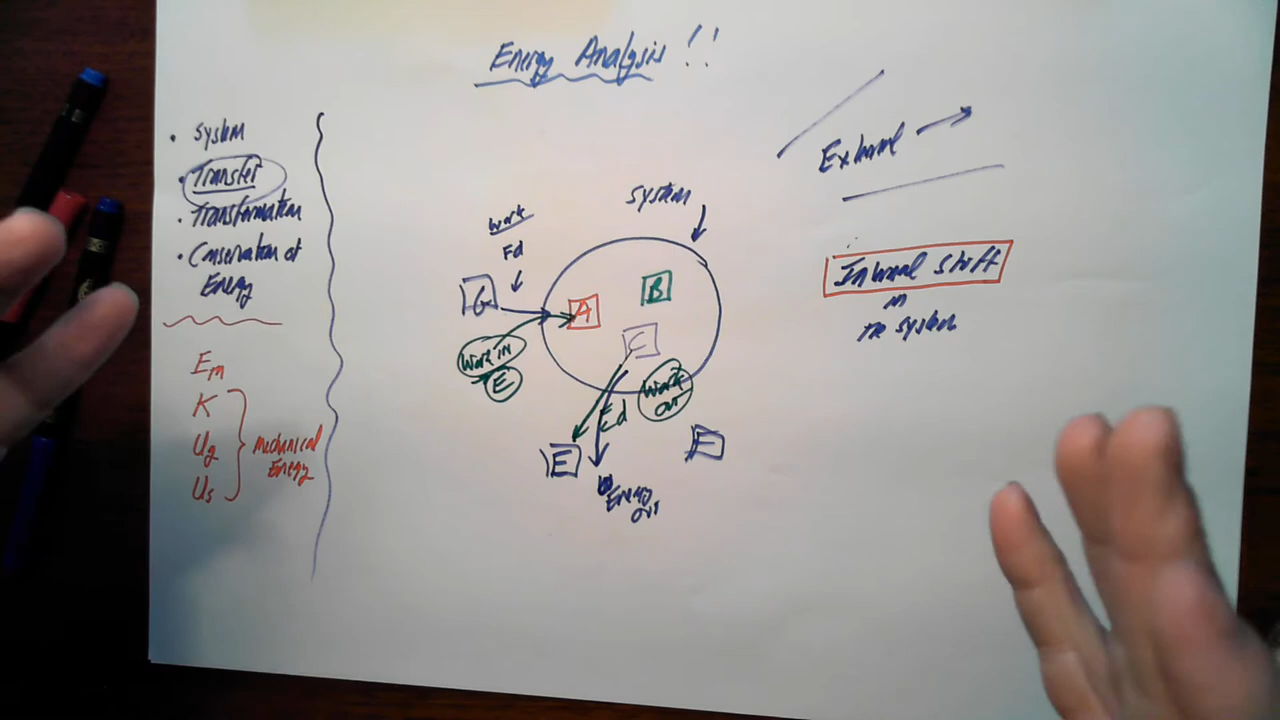 Energy Analysis !!
• System
• Transfer
• Transformation
• Conservation of
Energy
Em
K
Ug
Us
Mechanical
Energy
Work
Fd
G
Work in
E
System
A
B
C
Work
out
Fd
E
F
Energy
out
External
Internal stuff
in
the system